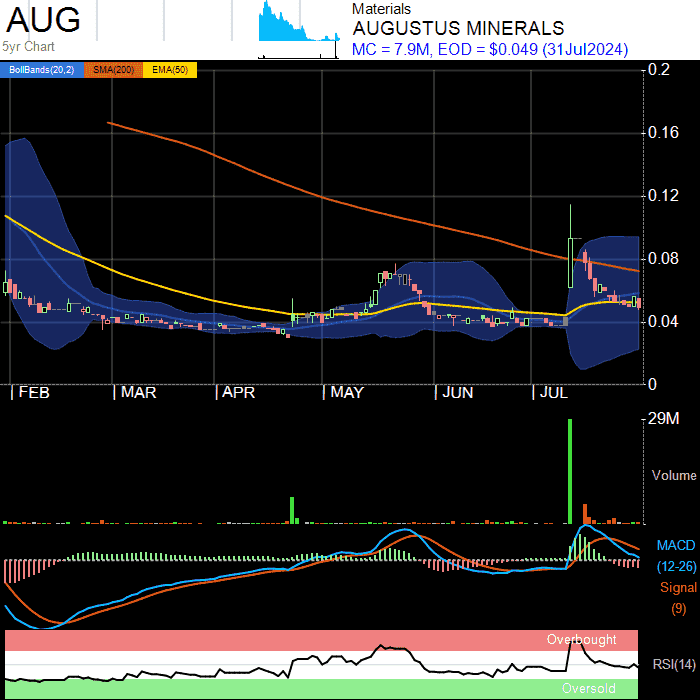 AUG
5yr Chart
Materials
AUGUSTUS MINERALS
MC = 7.9M, EOD = $0.049 (31Jul2024)
BollBands(20,2) SMA(200) EMA(50)
0.2
0.16
0.12
0.08
0.04
0
FEB MAR APR MAY JUN JUL
29M
Volume
MACD
(12-26)
Signal
(9)
Overbought
RSI(14)
Oversold